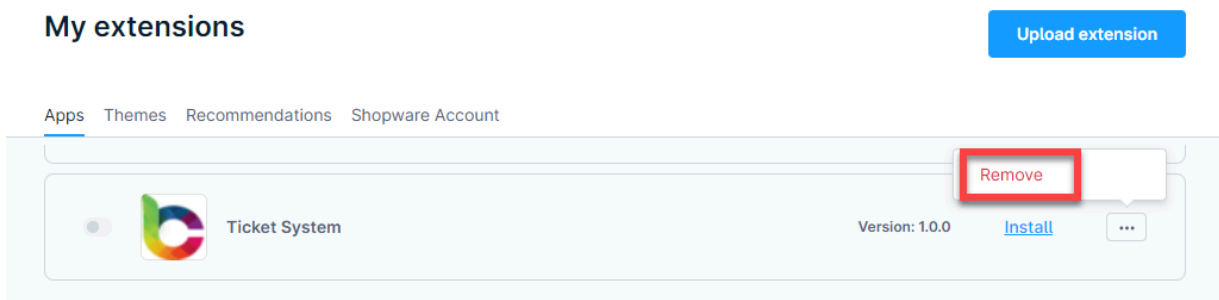 My extensions
Upload extension
Apps Themes Recommendations Shopware Account
Remove
Ticket System Version: 1.0.0 Install ...